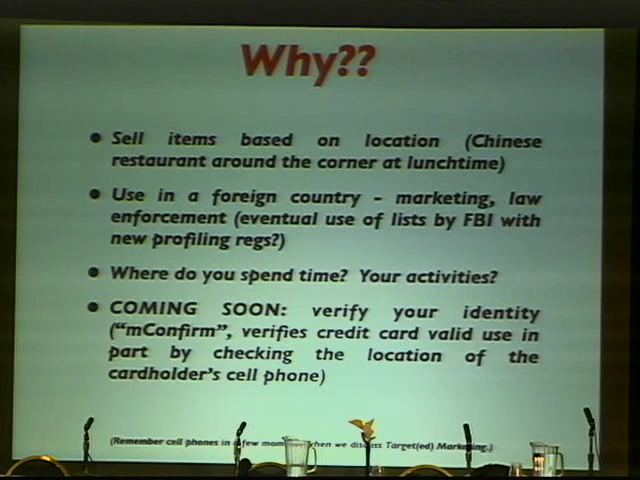 Why??
• Sell items based on location (Chinese
restaurant around the corner at lunchtime)
• Use in a foreign country - marketing, law
enforcement (eventual use of lists by FBI with
new profiling regs?)
• Where do you spend time? Your activities?
• COMING SOON: verify your identity
("mConfirm", verifies credit card valid use in
part by checking the location of the
cardholder's cell phone)
(Remember cell phones in a few when we discuss Target(ed) Marketing.)